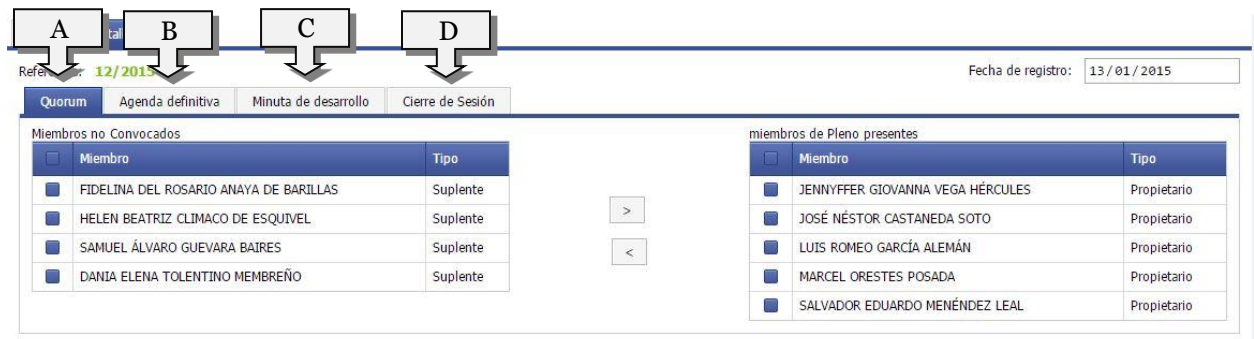 A B C D
tal
Referencia: 12/2015 Fecha de registro: 13/01/2015
Quorum Agenda definitiva Minuta de desarrollo Cierre de Sesión
Miembros no Convocados miembros de Pleno presentes
Miembro Tipo Miembro Tipo
FIDELINA DEL ROSARIO ANAYA DE BARILLAS Suplente JENNYFFER GIOVANNA VEGA HÉRCULES Propietario
HELEN BEATRIZ CLIMACO DE ESQUIVEL Suplente > JOSÉ NÉSTOR CASTANEDA SOTO Propietario
SAMUEL ÁLVARO GUEVARA BAIRES Suplente < LUIS ROMEO GARCÍA ALEMÁN Propietario
DANIA ELENA TOLENTINO MEMBREÑO Suplente MARCEL ORESTES POSADA Propietario
SALVADOR EDUARDO MENÉNDEZ LEAL Propietario